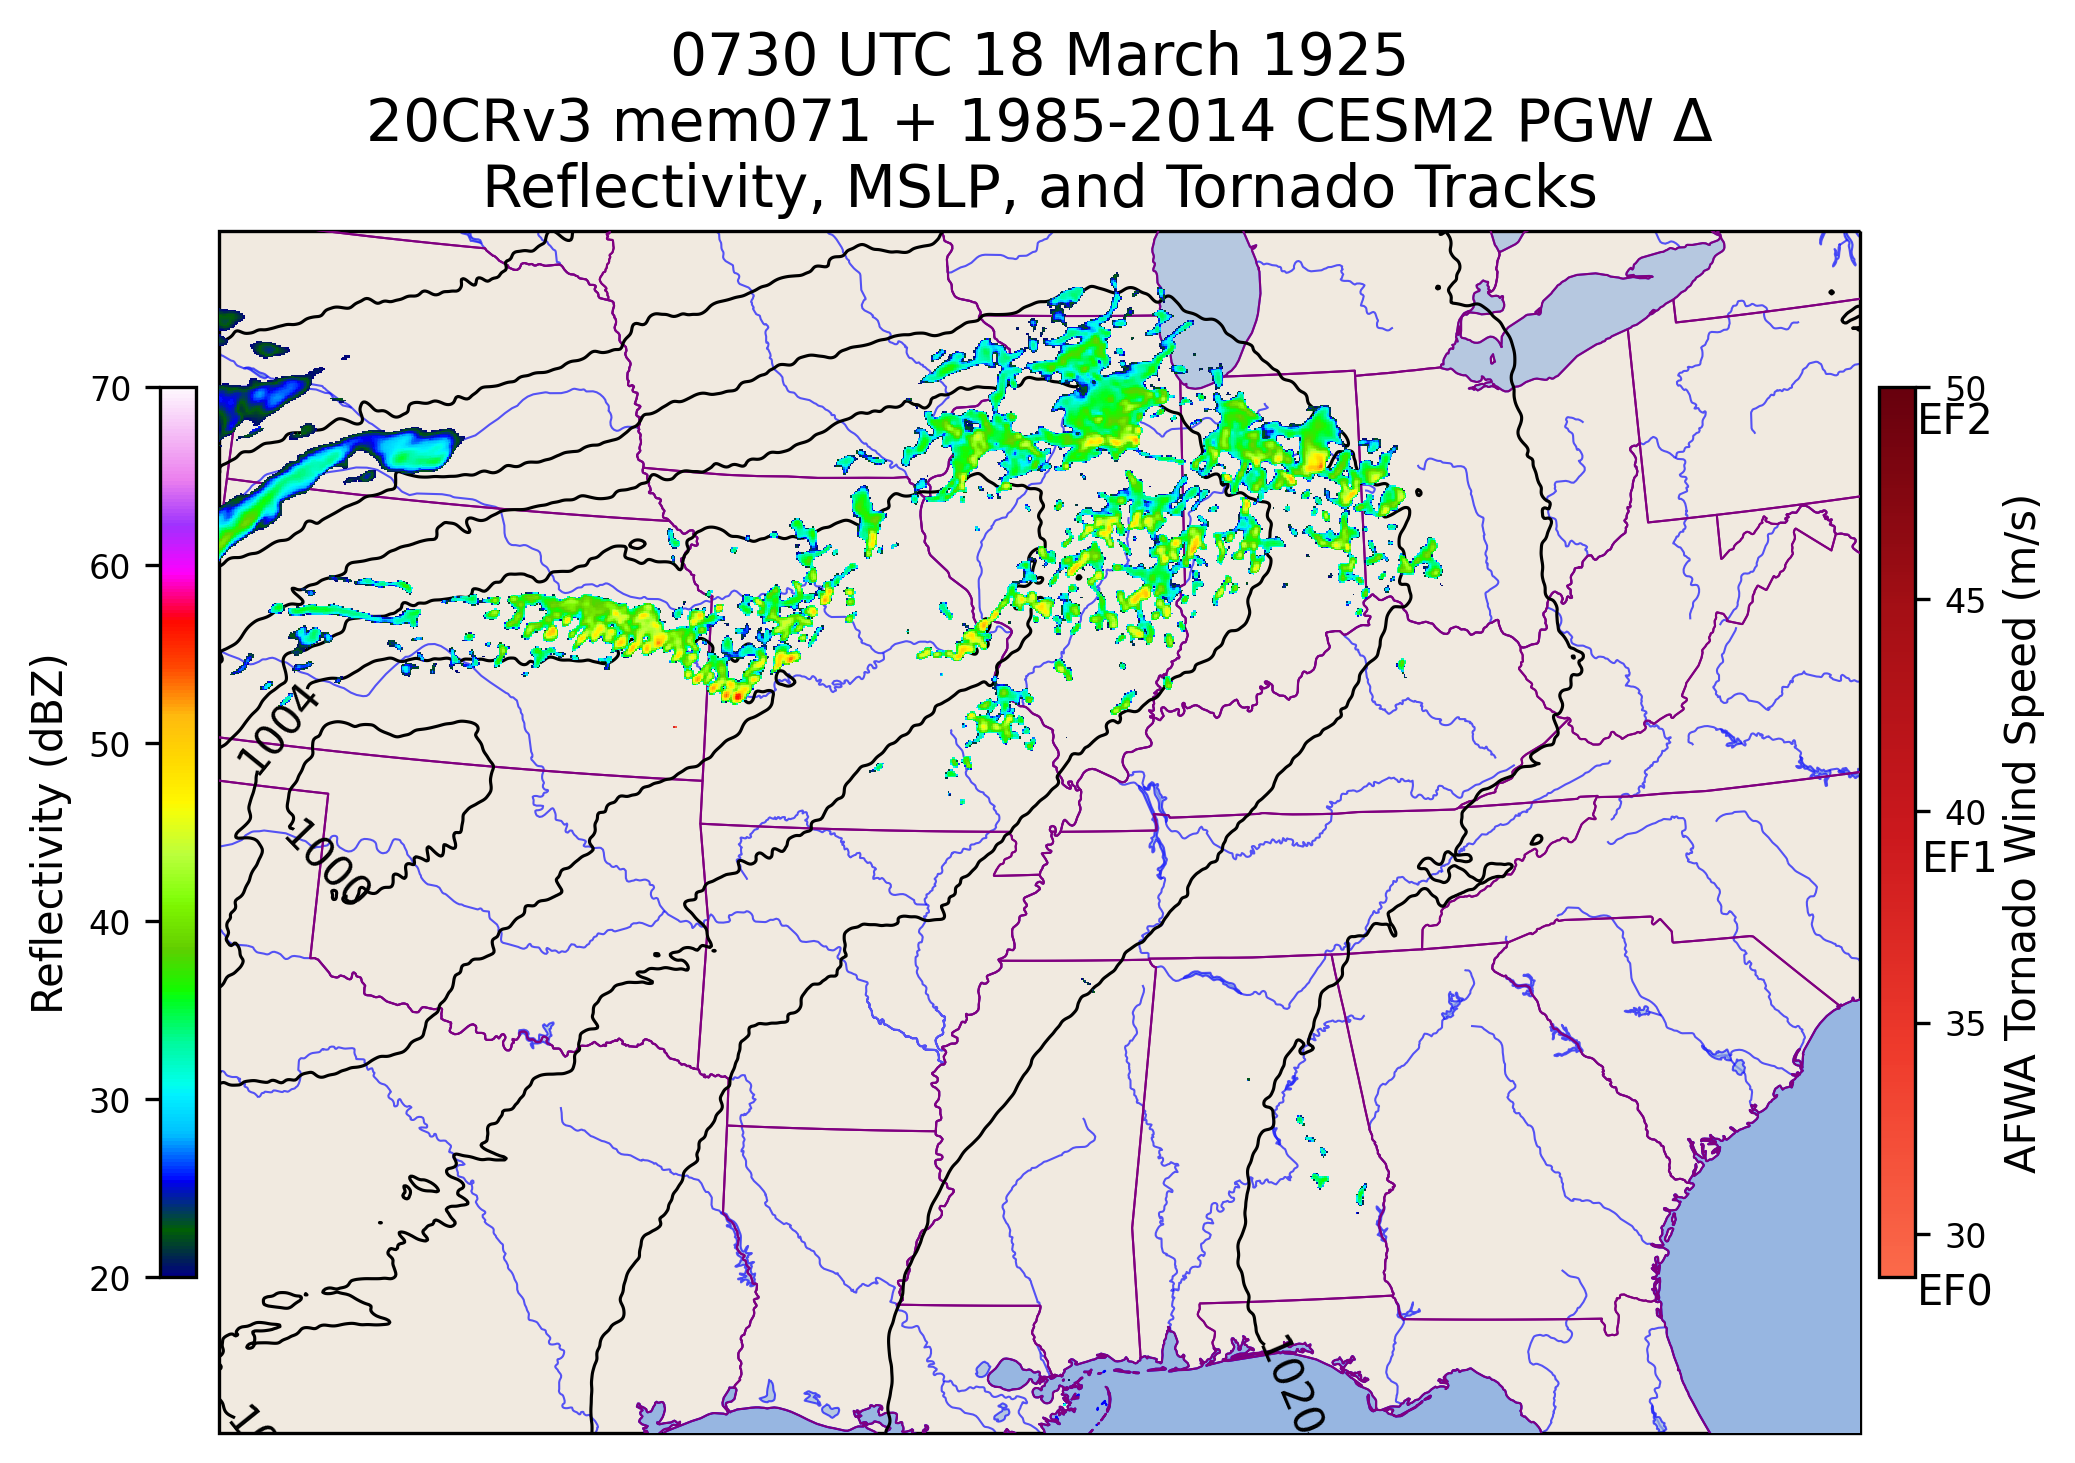 0730 UTC 18 March 1925
20CRv3 mem071 + 1985-2014 CESM2 PGW Δ
Reflectivity, MSLP, and Tornado Tracks
70
60
50
40
30
20
Reflectivity (dBZ)
1004
1000
1020
50
EF2
45
40
EF1
35
30
EF0
AFWA Tornado Wind Speed (m/s)